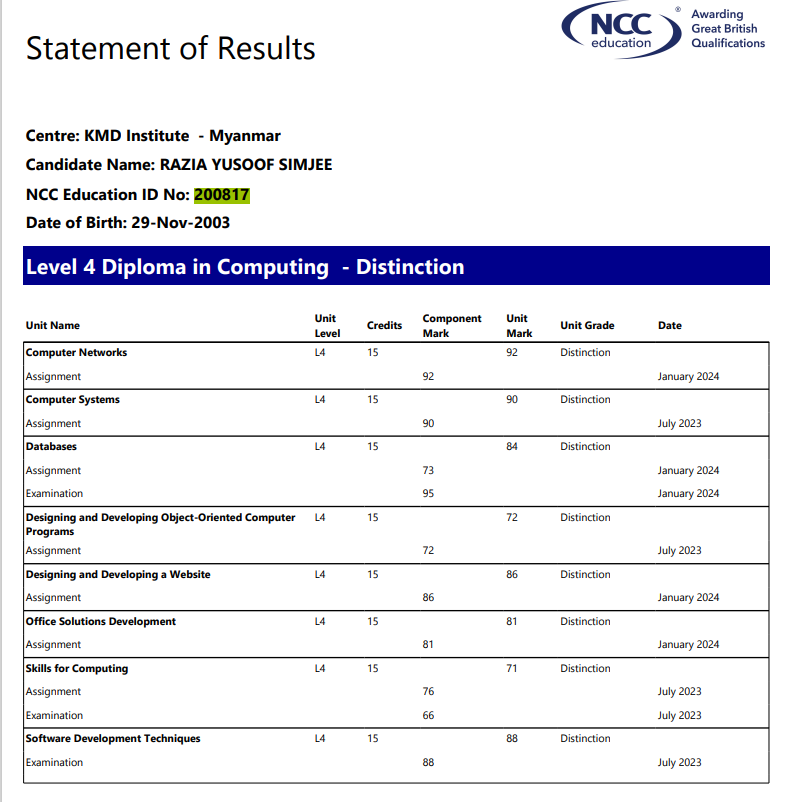 Statement of Results
NCC
education
®
Awarding
Great British
Qualifications
Centre: KMD Institute - Myanmar
Candidate Name: RAZIA YUSOOF SIMJEE
NCC Education ID No: 200817
Date of Birth: 29-Nov-2003
Level 4 Diploma in Computing - Distinction
Unit Name Unit Level Credits Component Mark Unit Mark Unit Grade Date
Computer Networks L4 15 92 Distinction
Assignment 92 January 2024
Computer Systems L4 15 90 Distinction
Assignment 90 July 2023
Databases L4 15 84 Distinction
Assignment 73 January 2024
Examination 95 January 2024
Designing and Developing Object-Oriented Computer L4 15 72 Distinction
Programs
Assignment 72 July 2023
Designing and Developing a Website L4 15 86 Distinction
Assignment 86 January 2024
Office Solutions Development L4 15 81 Distinction
Assignment 81 January 2024
Skills for Computing L4 15 71 Distinction
Assignment 76 July 2023
Examination 66 July 2023
Software Development Techniques L4 15 88 Distinction
Examination 88 July 2023